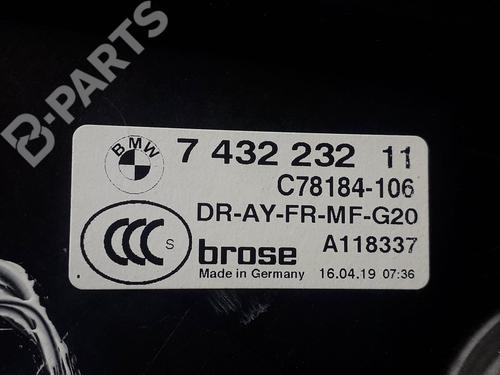 B-PARTS
BMW
7 432 232 11
C78184-106
DR-AY-FR-MF-G20
CCC S
brose
A118337
Made in Germany
16.04.19 07:36